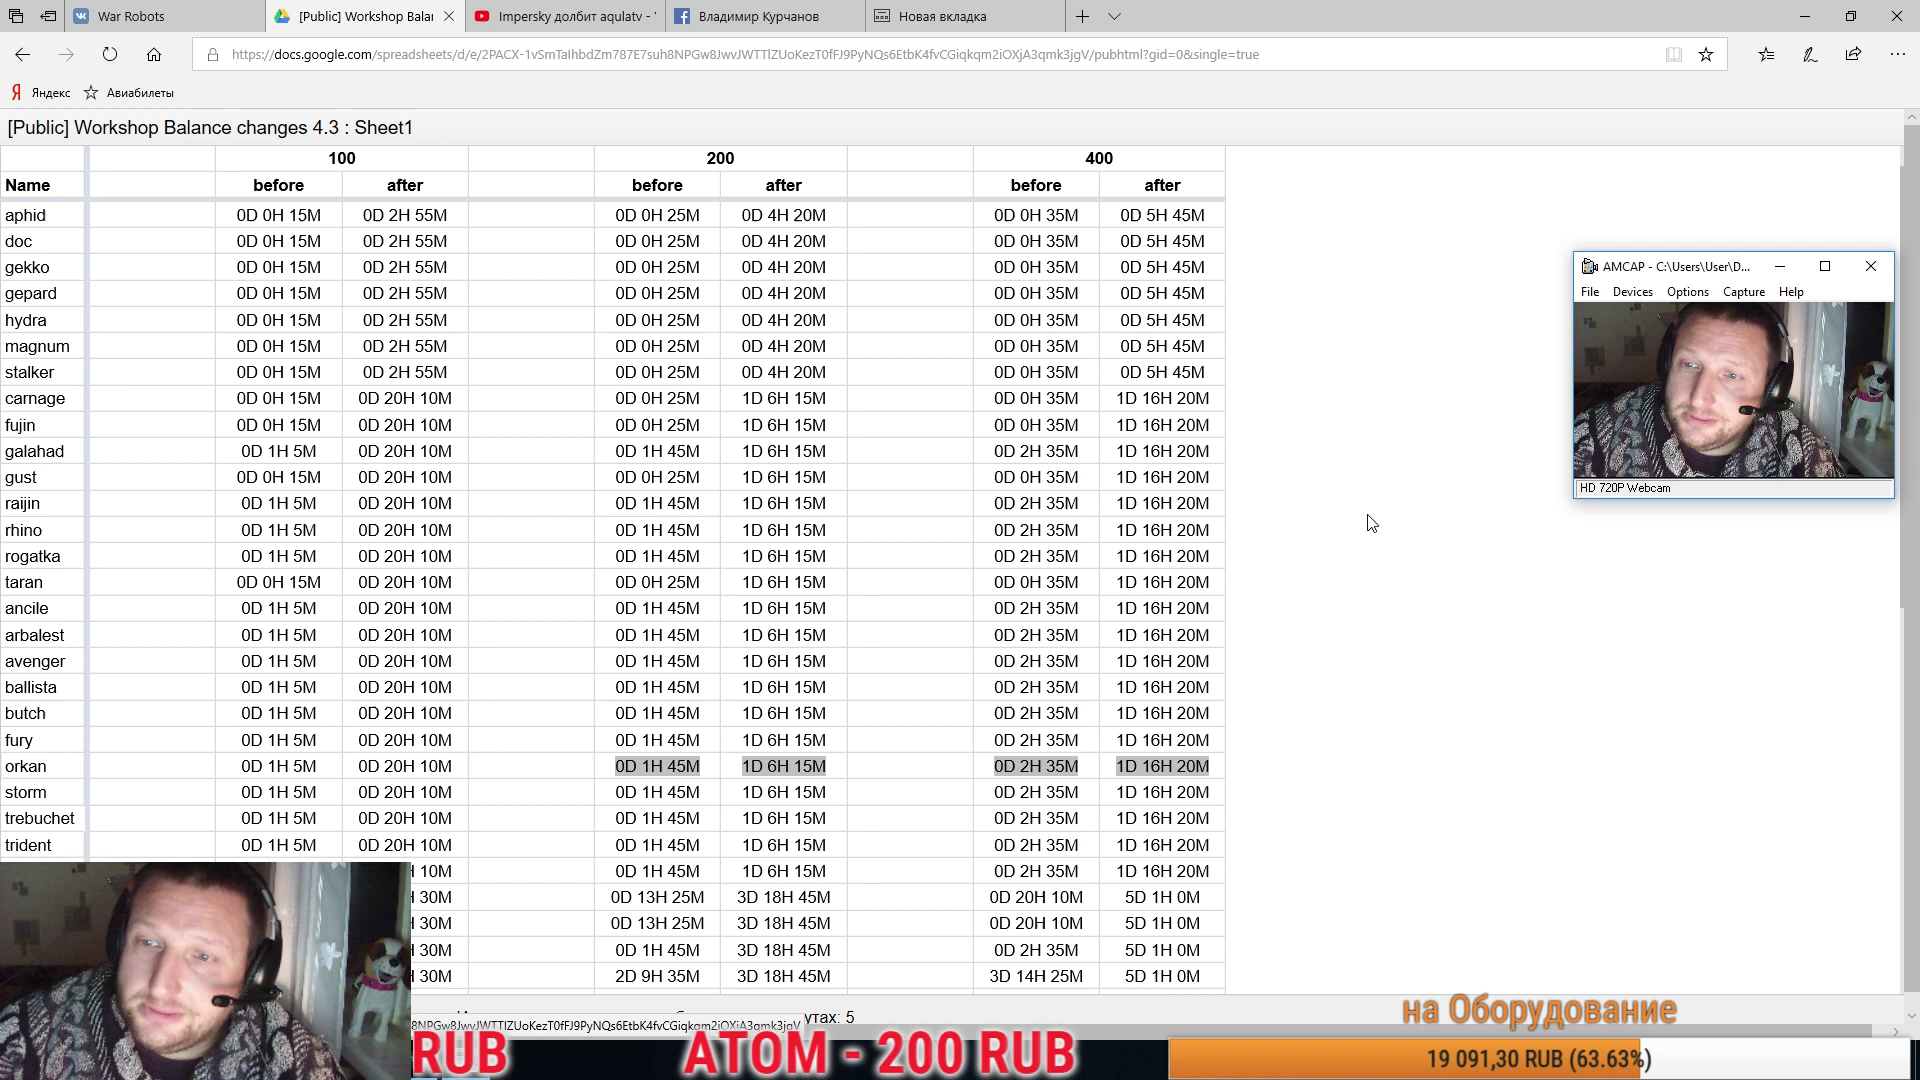 War Robots
[Public] Workshop Balar
Impersky долбит aqulatv - '
Владимир Курчанов
Новая вкладка
https://docs.google.com/spreadsheets/d/e/2PACX-1vSmTaIhbdZm787E7suh8NPGw8JwvJWTTlZUoKezT0fFJ9PyNQs6EtbK4fvCGiqkqm2iOXjA3qmk3jgV/pubhtml?gid=0&single=true
Яндекс
Авиабилеты
[Public] Workshop Balance changes 4.3 : Sheet1
100 200 400
Name before after before after before after
aphid 0D 0H 15M 0D 2H 55M 0D 0H 25M 0D 4H 20M 0D 0H 35M 0D 5H 45M
doc 0D 0H 15M 0D 2H 55M 0D 0H 25M 0D 4H 20M 0D 0H 35M 0D 5H 45M
gekko 0D 0H 15M 0D 2H 55M 0D 0H 25M 0D 4H 20M 0D 0H 35M 0D 5H 45M
gepard 0D 0H 15M 0D 2H 55M 0D 0H 25M 0D 4H 20M 0D 0H 35M 0D 5H 45M
hydra 0D 0H 15M 0D 2H 55M 0D 0H 25M 0D 4H 20M 0D 0H 35M 0D 5H 45M
magnum 0D 0H 15M 0D 2H 55M 0D 0H 25M 0D 4H 20M 0D 0H 35M 0D 5H 45M
stalker 0D 0H 15M 0D 2H 55M 0D 0H 25M 0D 4H 20M 0D 0H 35M 0D 5H 45M
carnage 0D 0H 15M 0D 20H 10M 0D 0H 25M 1D 6H 15M 0D 0H 35M 1D 16H 20M
fujin 0D 0H 15M 0D 20H 10M 0D 0H 25M 1D 6H 15M 0D 0H 35M 1D 16H 20M
galahad 0D 1H 5M 0D 20H 10M 0D 1H 45M 1D 6H 15M 0D 2H 35M 1D 16H 20M
gust 0D 0H 15M 0D 20H 10M 0D 0H 25M 1D 6H 15M 0D 0H 35M 1D 16H 20M
raijin 0D 1H 5M 0D 20H 10M 0D 1H 45M 1D 6H 15M 0D 2H 35M 1D 16H 20M
rhino 0D 1H 5M 0D 20H 10M 0D 1H 45M 1D 6H 15M 0D 2H 35M 1D 16H 20M
rogatka 0D 1H 5M 0D 20H 10M 0D 1H 45M 1D 6H 15M 0D 2H 35M 1D 16H 20M
taran 0D 0H 15M 0D 20H 10M 0D 0H 25M 1D 6H 15M 0D 0H 35M 1D 16H 20M
ancile 0D 1H 5M 0D 20H 10M 0D 1H 45M 1D 6H 15M 0D 2H 35M 1D 16H 20M
arbalest 0D 1H 5M 0D 20H 10M 0D 1H 45M 1D 6H 15M 0D 2H 35M 1D 16H 20M
avenger 0D 1H 5M 0D 20H 10M 0D 1H 45M 1D 6H 15M 0D 2H 35M 1D 16H 20M
ballista 0D 1H 5M 0D 20H 10M 0D 1H 45M 1D 6H 15M 0D 2H 35M 1D 16H 20M
butch 0D 1H 5M 0D 20H 10M 0D 1H 45M 1D 6H 15M 0D 2H 35M 1D 16H 20M
fury 0D 1H 5M 0D 20H 10M 0D 1H 45M 1D 6H 15M 0D 2H 35M 1D 16H 20M
orkan 0D 1H 5M 0D 20H 10M 0D 1H 45M 1D 6H 15M 0D 2H 35M 1D 16H 20M
storm 0D 1H 5M 0D 20H 10M 0D 1H 45M 1D 6H 15M 0D 2H 35M 1D 16H 20M
trebuchet 0D 1H 5M 0D 20H 10M 0D 1H 45M 1D 6H 15M 0D 2H 35M 1D 16H 20M
trident 0D 1H 5M 0D 20H 10M 0D 1H 45M 1D 6H 15M 0D 2H 35M 1D 16H 20M
10M 0D 1H 45M 1D 6H 15M 0D 2H 35M 1D 16H 20M
30M 0D 13H 25M 3D 18H 45M 0D 20H 10M 5D 1H 0M
30M 0D 13H 25M 3D 18H 45M 0D 20H 10M 5D 1H 0M
30M 0D 1H 45M 3D 18H 45M 0D 2H 35M 5D 1H 0M
30M 2D 9H 35M 3D 18H 45M 3D 14H 25M 5D 1H 0M
AMCAP - C:\Users\User\D...
File Devices Options Capture Help
HD 720P Webcam
утах: 5
8NPGw8JwvJWTTlZUoKezT0fFJ9PyNQs6EtbK4fvCGiqkqm2iOXjA3qmk3jgV
RUB ATOM - 200 RUB
на Оборудование
19 091,30 RUB (63.63%)